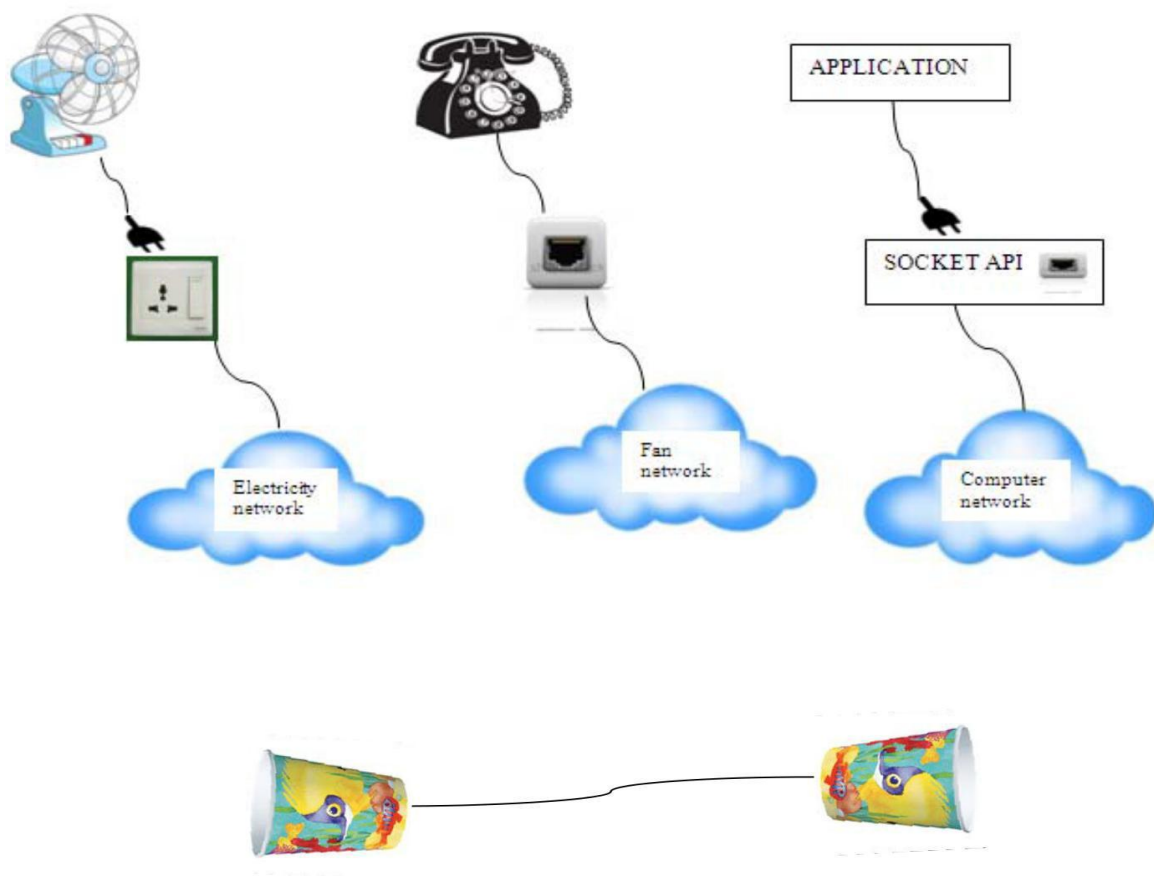 APPLICATION
SOCKET API
Fan
network
Electricity
network
Computer
network